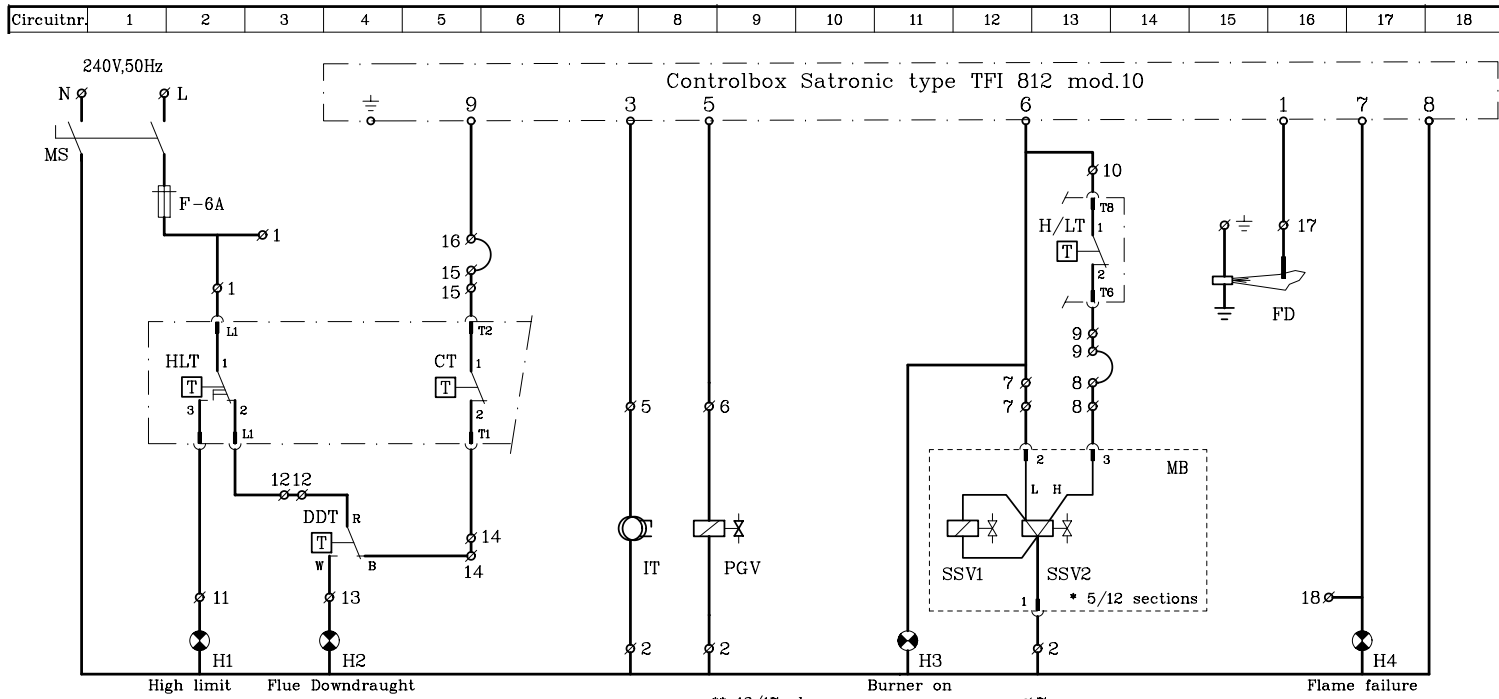 Circuitnr. 1 2 3 4 5 6 7 8 9 10 11 12 13 14 15 16 17 18
240V,50Hz
Controlbox Satronic type TFI 812 mod.10
N L
9 3 5 6 1 7 8
MS
10
F-6A
T8
H/LT 1
17
T
1
16
2
15
T6
1
15
FD
L1
T2
9
HLT 1
CT 1
9
T
T
7 8
3 2
2
5
6
7 8
L1
T1
2 3
MB
12 12
L H
DDT R
14
T
W B
14
IT
PGV
SSV1
SSV2
11
13
1
* 5/12 sections
18
2
2
2
H1
H2
H3
H4
High limit
Flue Downdraught
Burner on
Flame failure